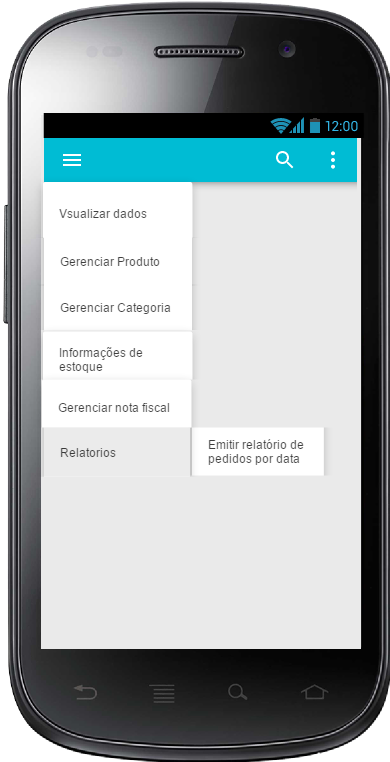 12:00
Vsualizar dados
Gerenciar Produto
Gerenciar Categoria
Informações de
estoque
Gerenciar nota fiscal
Relatorios
Emitir relatório de
pedidos por data